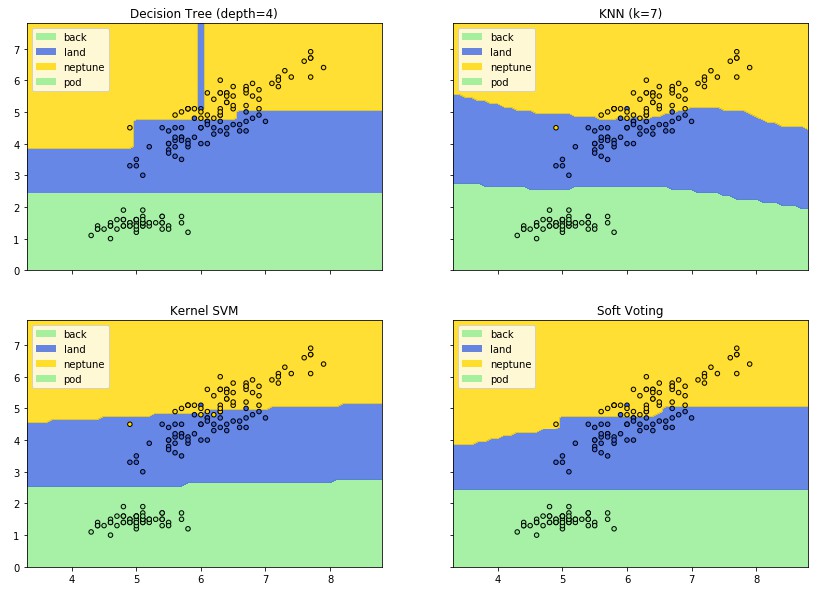 Decision Tree (depth=4)
back
land
neptune
pod
7
6
5
4
3
2
1
0
KNN (k=7)
back
land
neptune
pod
Kernel SVM
back
land
neptune
pod
7
6
5
4
3
2
1
0
4 5 6 7 8
Soft Voting
back
land
neptune
pod
4 5 6 7 8